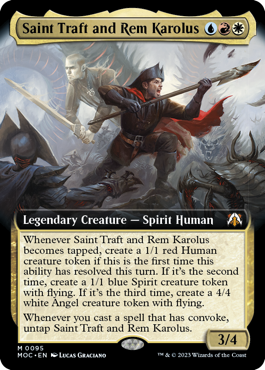 Saint Traft and Rem Karolus
Legendary Creature — Spirit Human
Whenever Saint Traft and Rem Karolus
becomes tapped, create a 1/1 red Human
creature token if this is the first time this
ability has resolved this turn. If it's the second
time, create a 1/1 blue Spirit creature token
with flying. If it's the third time, create a 4/4
white Angel creature token with flying.
Whenever you cast a spell that has convoke,
untap Saint Traft and Rem Karolus.
3/4
M 0095
MOC • EN LUCAS GRACIANO
™ & © 2023 Wizards of the Coast